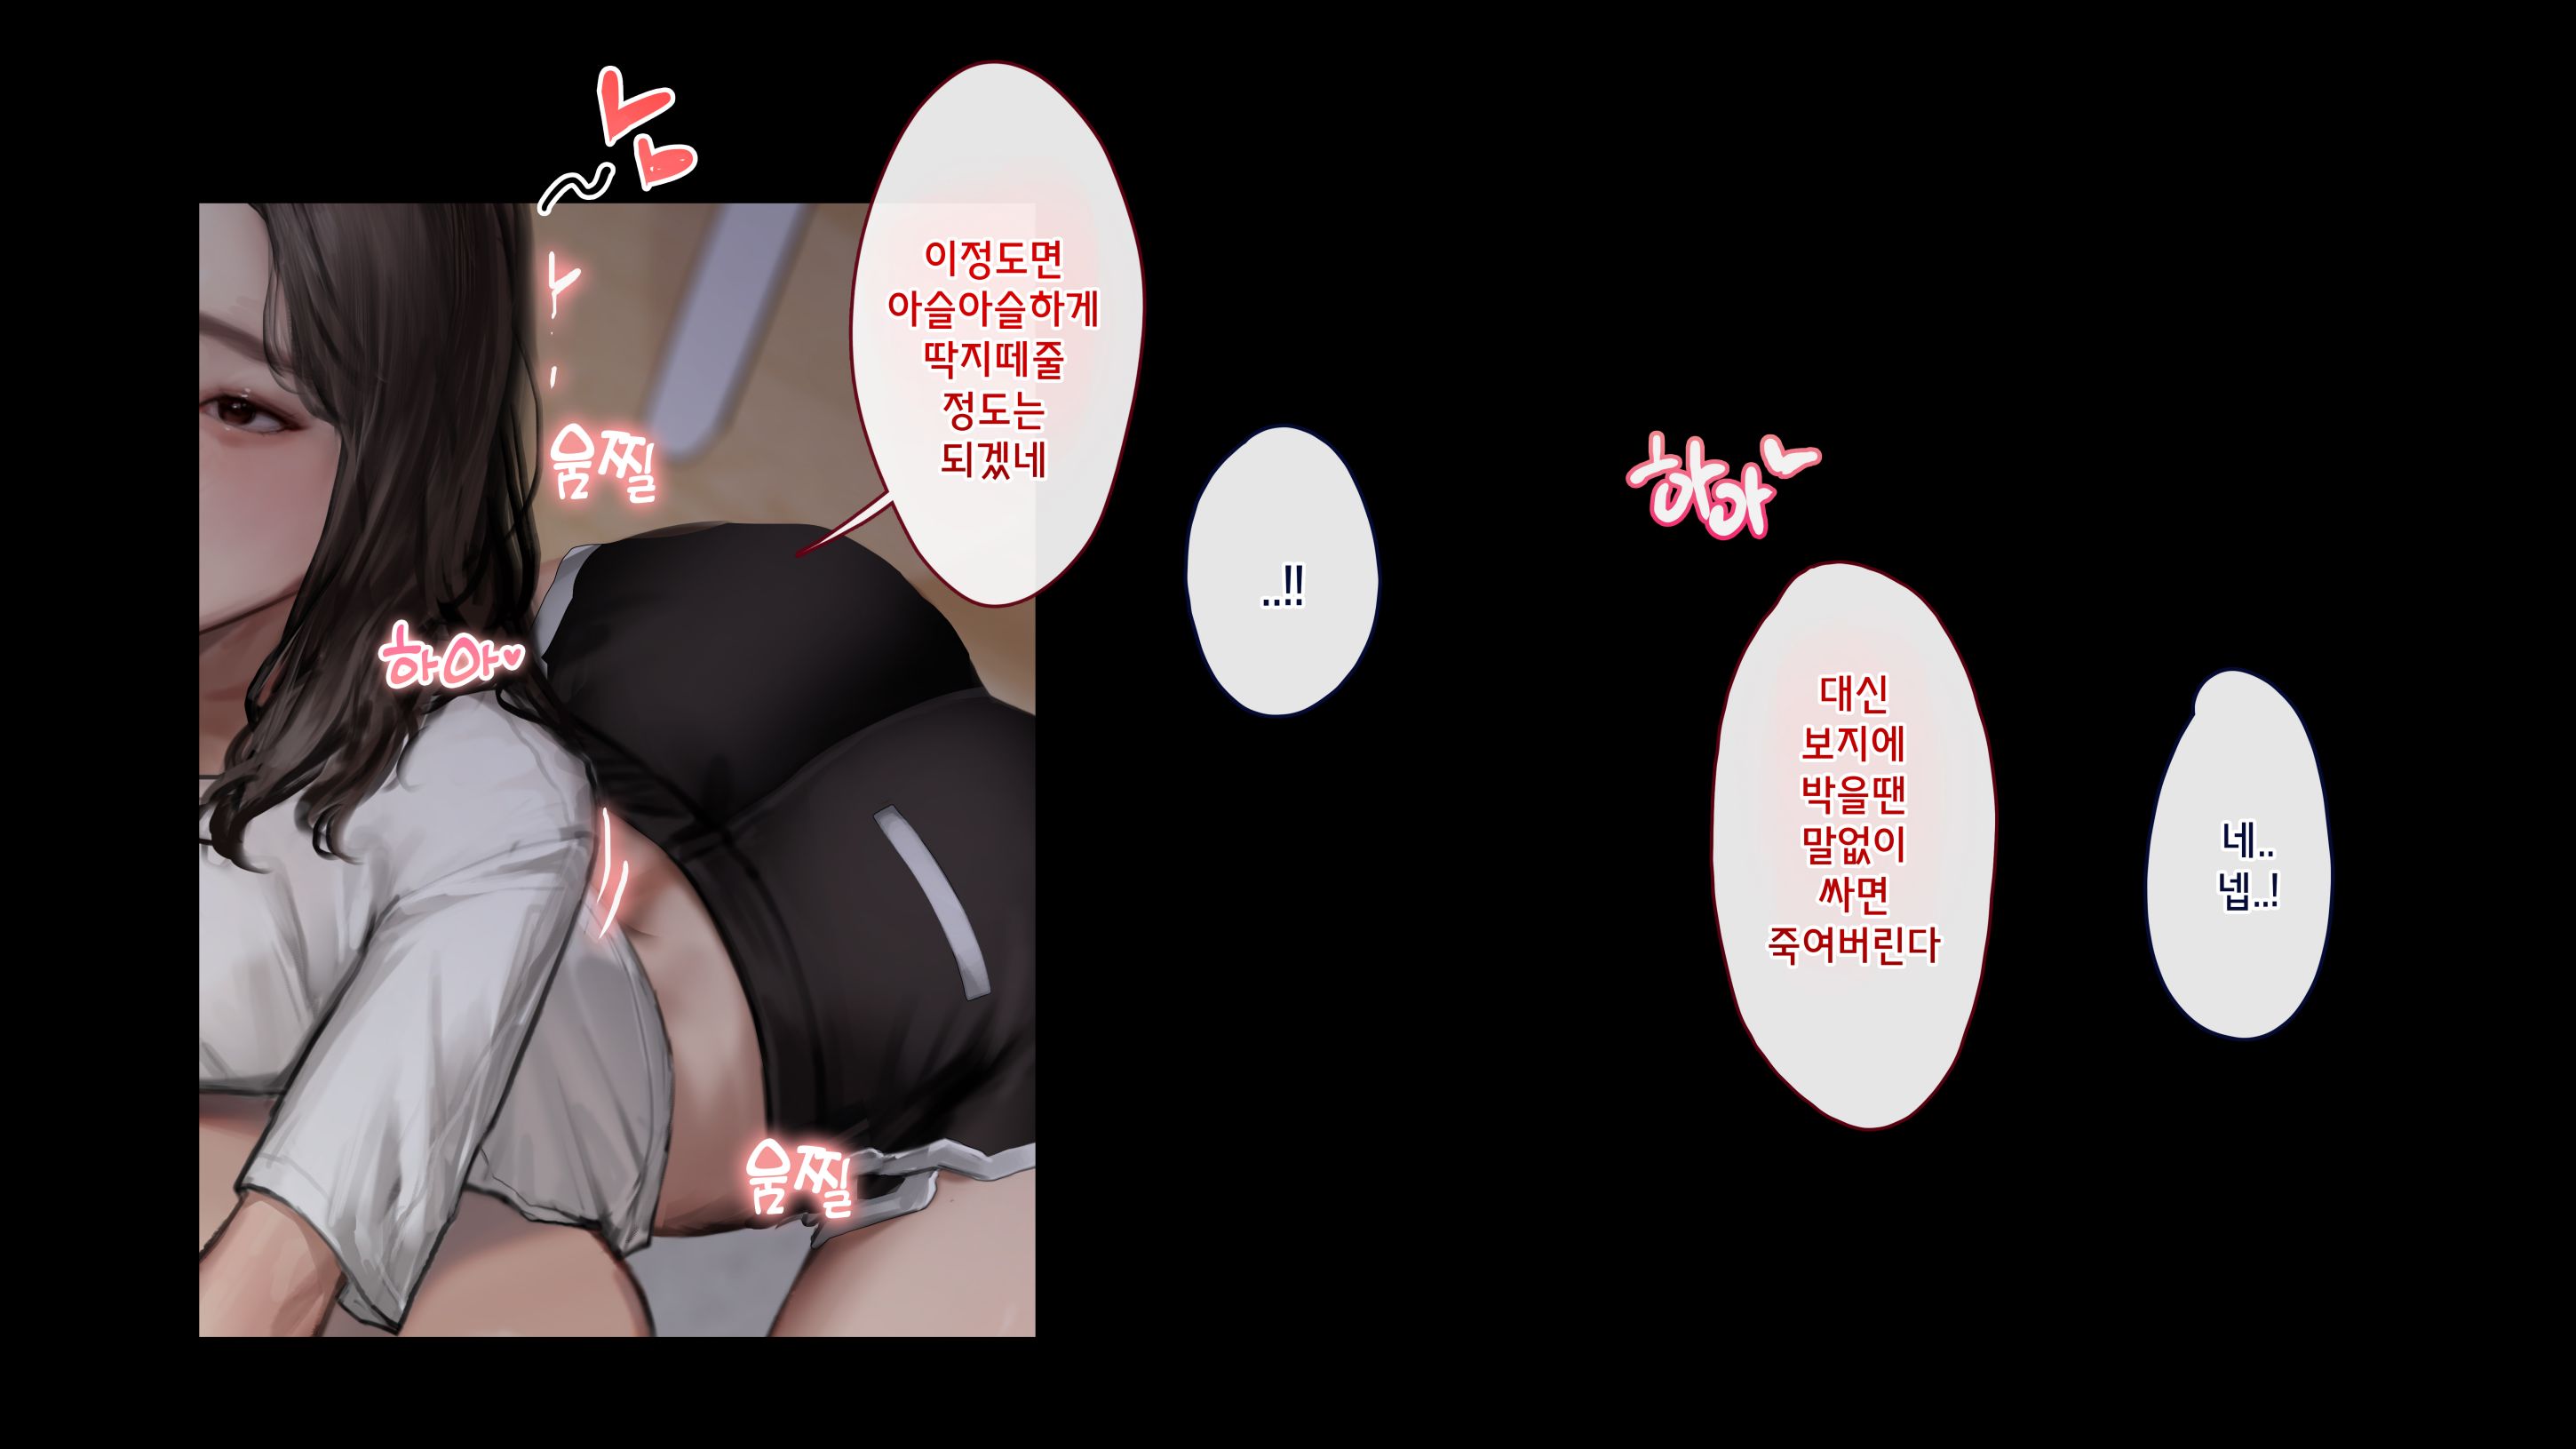 이정도면
아슬아슬하게
딱지떼줄
정도는
되겠네
움찔
하아♥
움찔
..!!
하아♥
대신
보지에
박을땐
말없이
싸면
죽여버린다
네..
넵..!